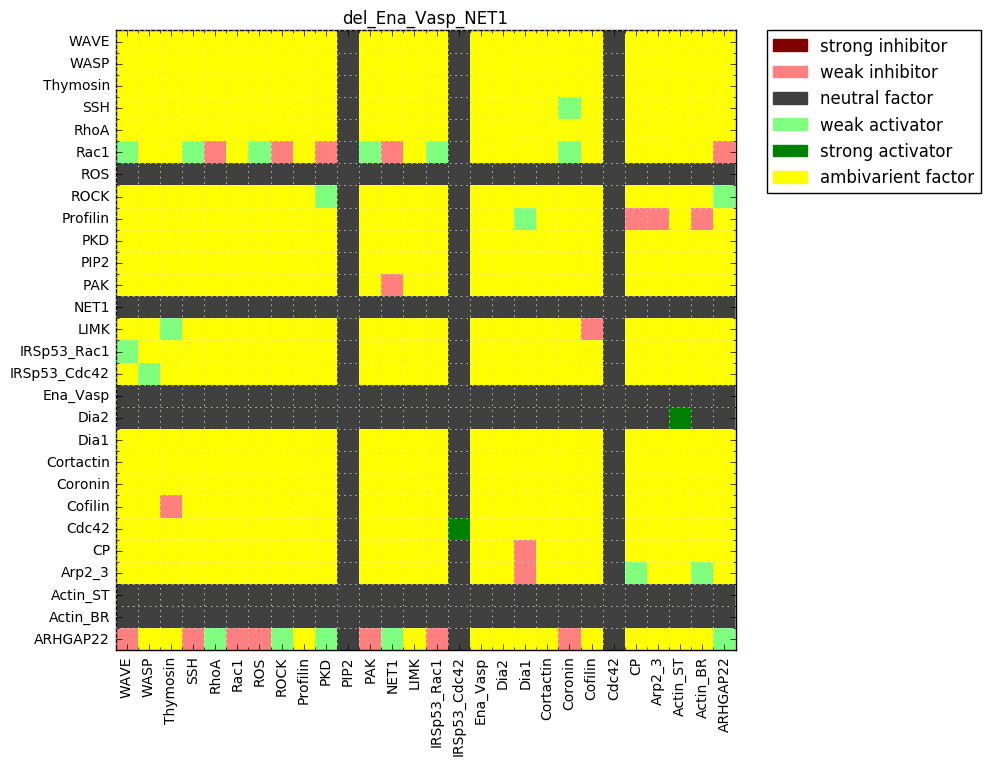 del_Ena_Vasp_NET1
WAVE
WASP
Thymosin
SSH
RhoA
Rac1
ROS
ROCK
Profilin
PKD
PIP2
PAK
NET1
LIMK
IRSp53_Rac1
IRSp53_Cdc42
Ena_Vasp
Dia2
Dia1
Cortactin
Coronin
Cofilin
Cdc42
CP
Arp2_3
Actin_ST
Actin_BR
ARHGAP22
WAVE
WASP
Thymosin
SSH
RhoA
Rac1
ROS
ROCK
Profilin
PKD
PIP2
PAK
NET1
LIMK
IRSp53_Rac1
IRSp53_Cdc42
Ena_Vasp
Dia2
Dia1
Cortactin
Coronin
Cofilin
Cdc42
CP
Arp2_3
Actin_ST
Actin_BR
ARHGAP22
strong inhibitor
weak inhibitor
neutral factor
weak activator
strong activator
ambivarient factor